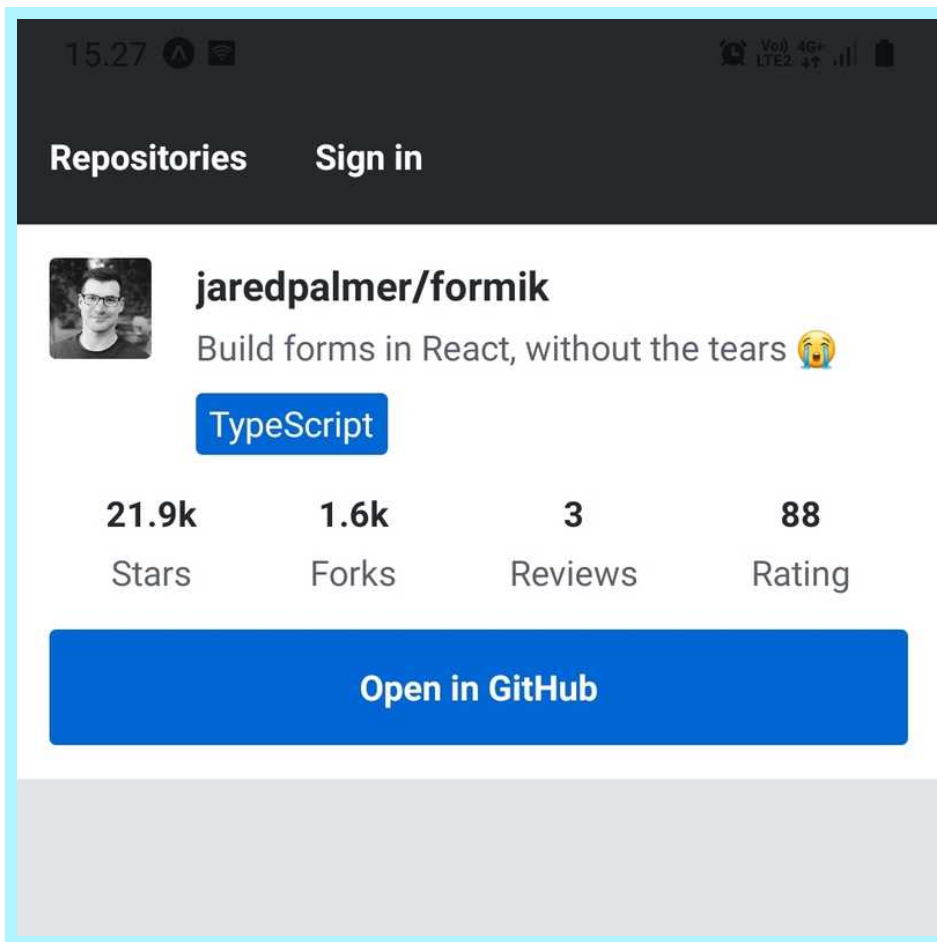 15.27
Voo) 4G+
LTE2
Repositories Sign in
jaredpalmer/formik
Build forms in React, without the tears 😭
TypeScript
21.9k 1.6k 3 88
Stars Forks Reviews Rating
Open in GitHub